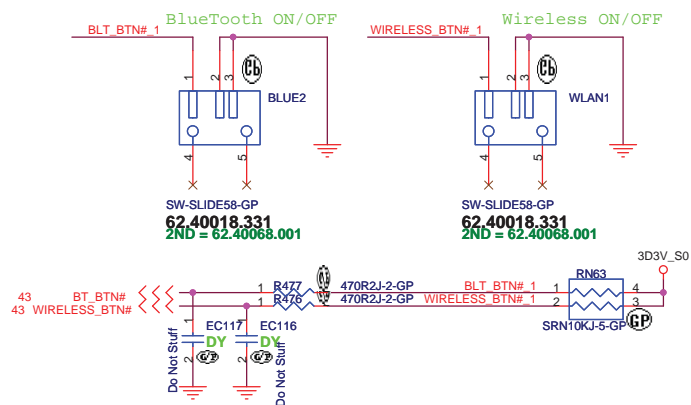 BlueTooth ON/OFF
Wireless ON/OFF
BLT_BTN#_1
WIRELESS_BTN#_1
1
2
3
1
2
3
BLUE2
WLAN1
4
5
4
5
SW-SLIDE58-GP
SW-SLIDE58-GP
62.40018.331
62.40018.331
2ND = 62.40068.001
2ND = 62.40068.001
3D3V_S0
43 BT_BTN#
1 R477 470R2J-2-GP BLT_BTN#_1 1 RN63 4
43 WIRELESS_BTN#
1 R476 470R2J-2-GP WIRELESS_BTN#_1 2 3
SRN10KJ-5-GP GP
1 EC117
1 EC116
DY
DY
2 G/P
2 G/P
Do Not Stuff
Do Not Stuff